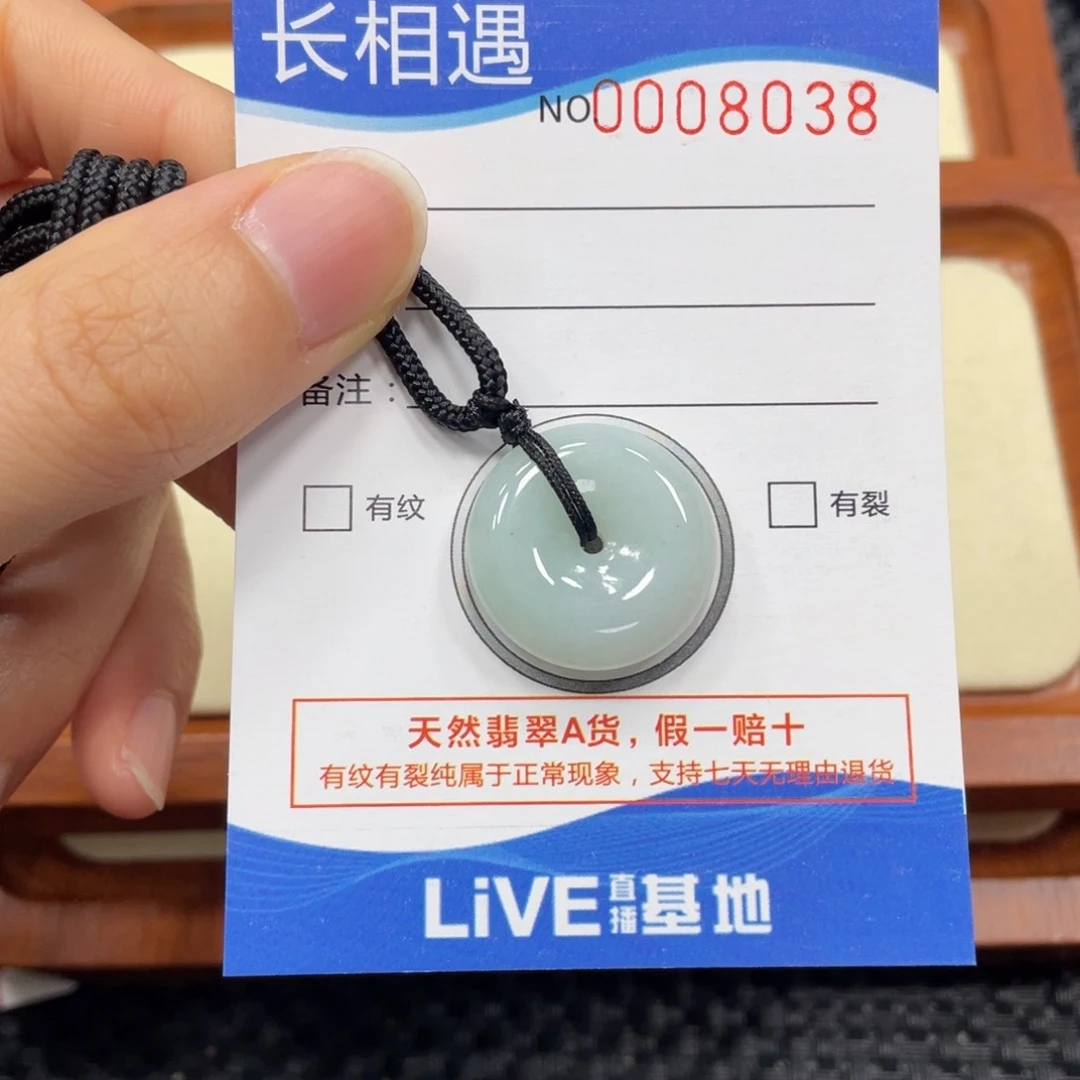 长相遇
NO.0008038
备注：
有纹
有裂
天然翡翠A货，假一赔十
有纹有裂纯属于正常现象，支持七天无理由退货
LiVE直播基地